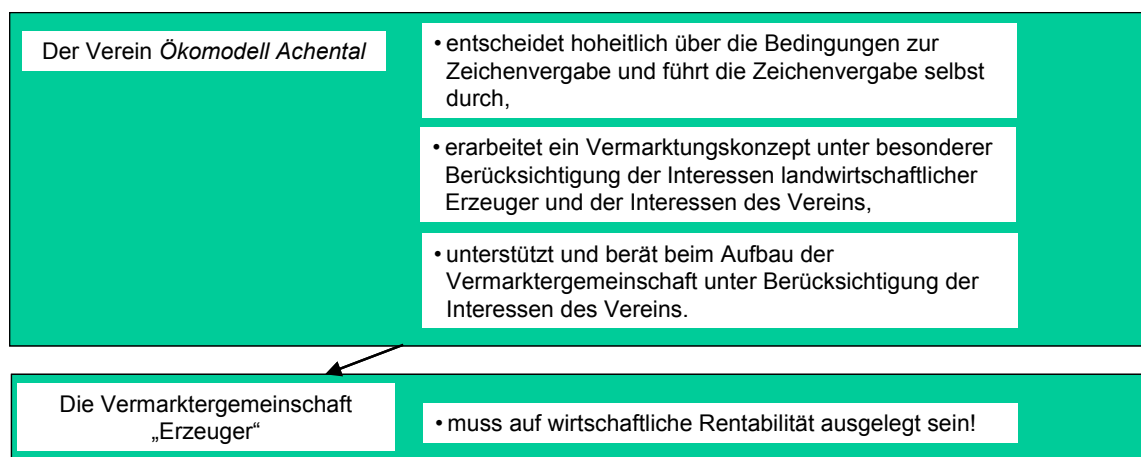 Der Verein Ökomodell Achental
• entscheidet hoheitlich über die Bedingungen zur
Zeichenvergabe und führt die Zeichenvergabe selbst
durch,
• erarbeitet ein Vermarktungskonzept unter besonderer
Berücksichtigung der Interessen landwirtschaftlicher
Erzeuger und der Interessen des Vereins,
• unterstützt und berät beim Aufbau der
Vermarktergemeinschaft unter Berücksichtigung der
Interessen des Vereins.
Die Vermarktergemeinschaft
„Erzeuger“
• muss auf wirtschaftliche Rentabilität ausgelegt sein!